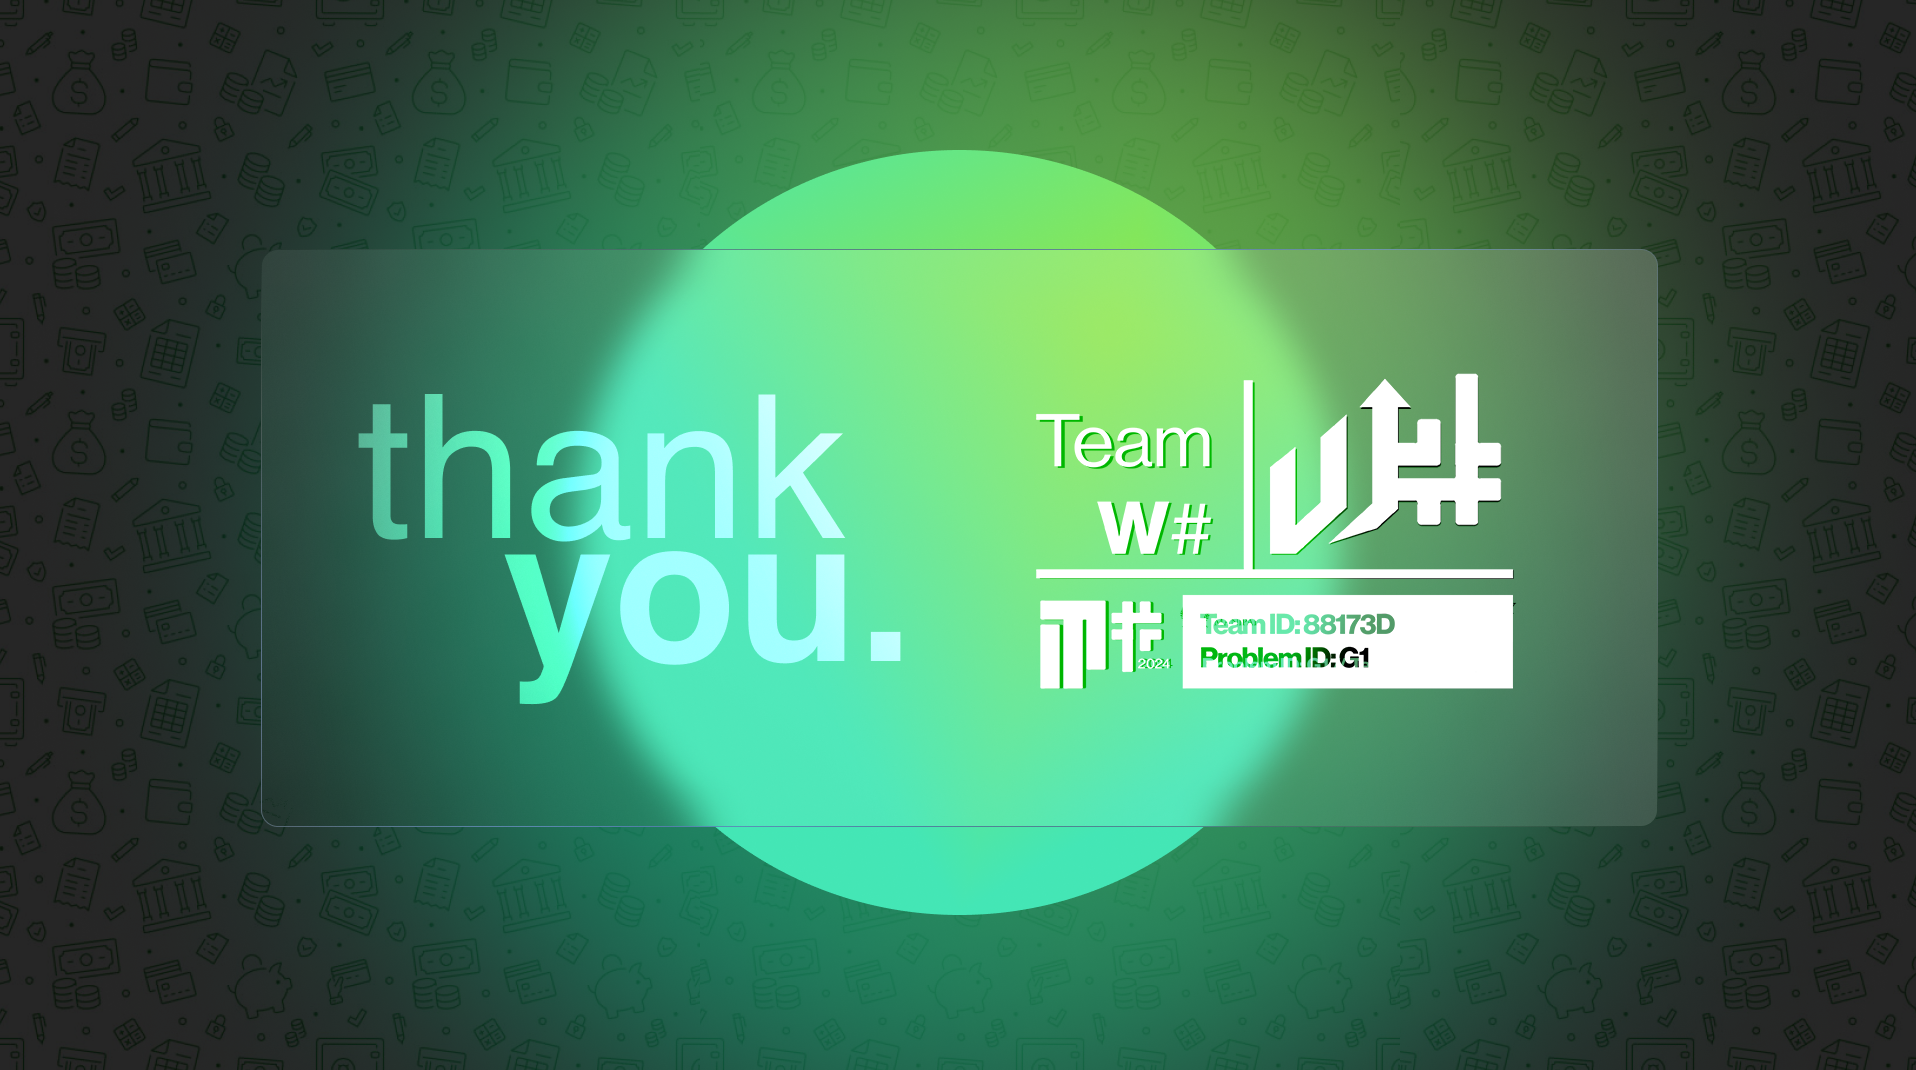 thank
you.
Team
W#
2024
Team ID: 88173D
Problem ID: G1